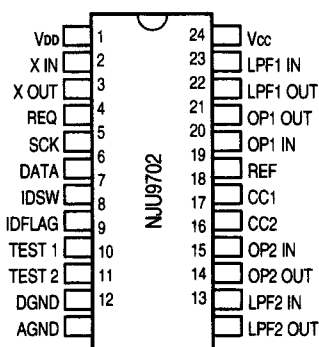 VDD 1 24 Vcc
X IN 2 23 LPF1 IN
X OUT 3 22 LPF1 OUT
REQ 4 21 OP1 OUT
SCK 5 20 OP1 IN
DATA 6 19 REF
IDSW 7 18 CC1
IDFLAG 8 17 CC2
TEST 1 9 16 OP2 IN
TEST 2 10 15 OP2 OUT
DGND 11 14 LPF2 IN
AGND 12 13 LPF2 OUT
NJU9702